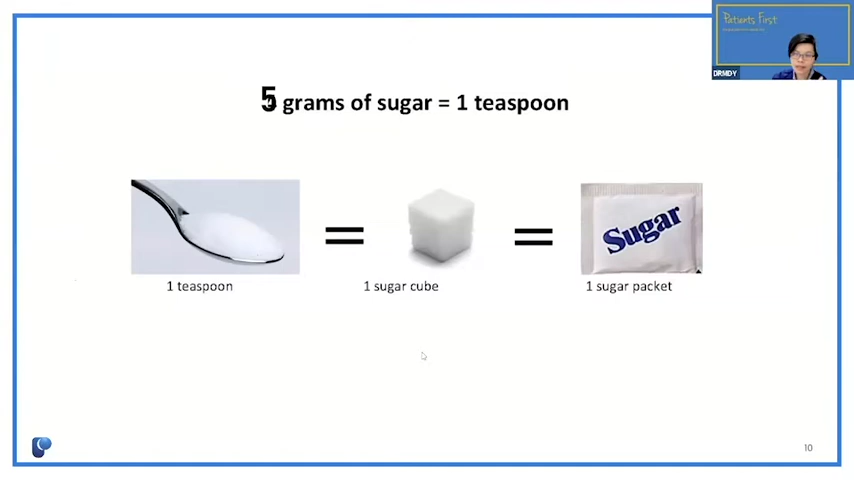 Patients First
DRMDY
5 grams of sugar = 1 teaspoon
Sugar
1 teaspoon
=
1 sugar cube
=
1 sugar packet
10